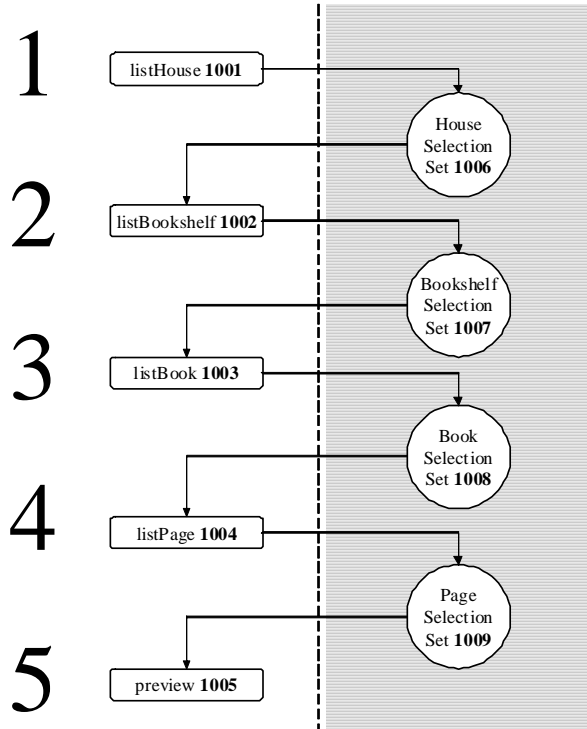 1
listHouse 1001
House
Selection
Set 1006
2
listBookshelf 1002
Bookshelf
Selection
Set 1007
3
listBook 1003
Book
Selection
Set 1008
4
listPage 1004
Page
Selection
Set 1009
5
preview 1005